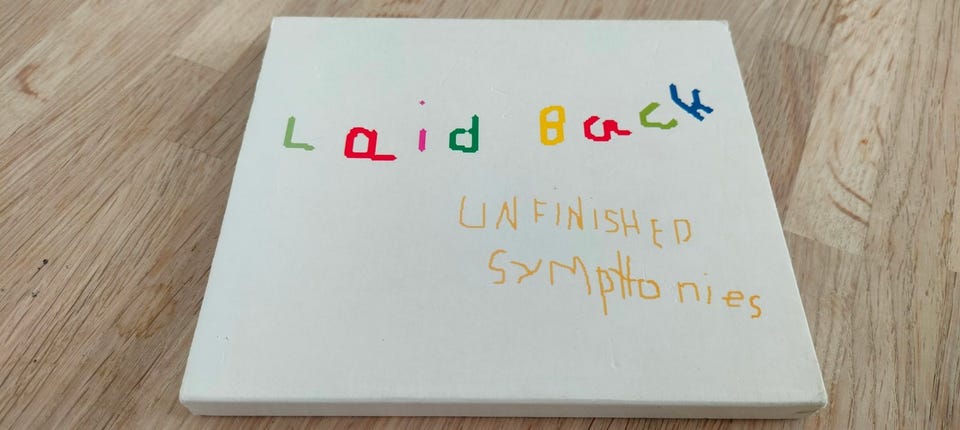 Laid Back
UNFINISHED
SYMpHonies